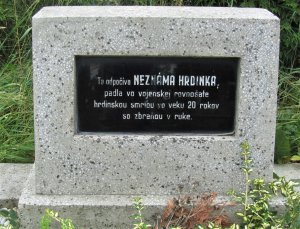 Tu odpočíva NEZNÁMA HRDINKA,
padla vo vojenskej rovnošate
hrdinskou smrťou vo veku 20 rokov
so zbraňou v ruke.